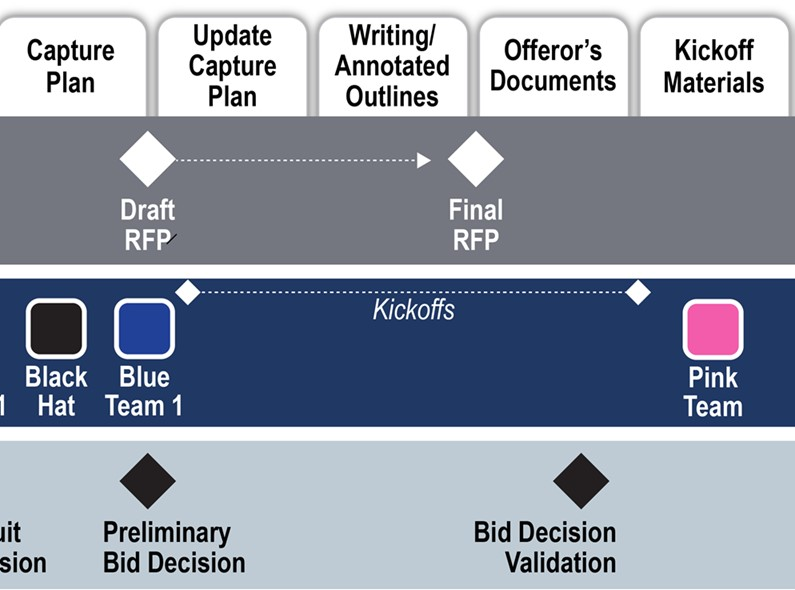 Capture
Plan
Update
Capture
Plan
Writing/
Annotated
Outlines
Offeror's
Documents
Kickoff
Materials
Draft
RFP
Final
RFP
Kickoffs
1
Black
Hat
Blue
Team 1
Pink
Team
Preliminary
Bid Decision
Bid Decision
Validation